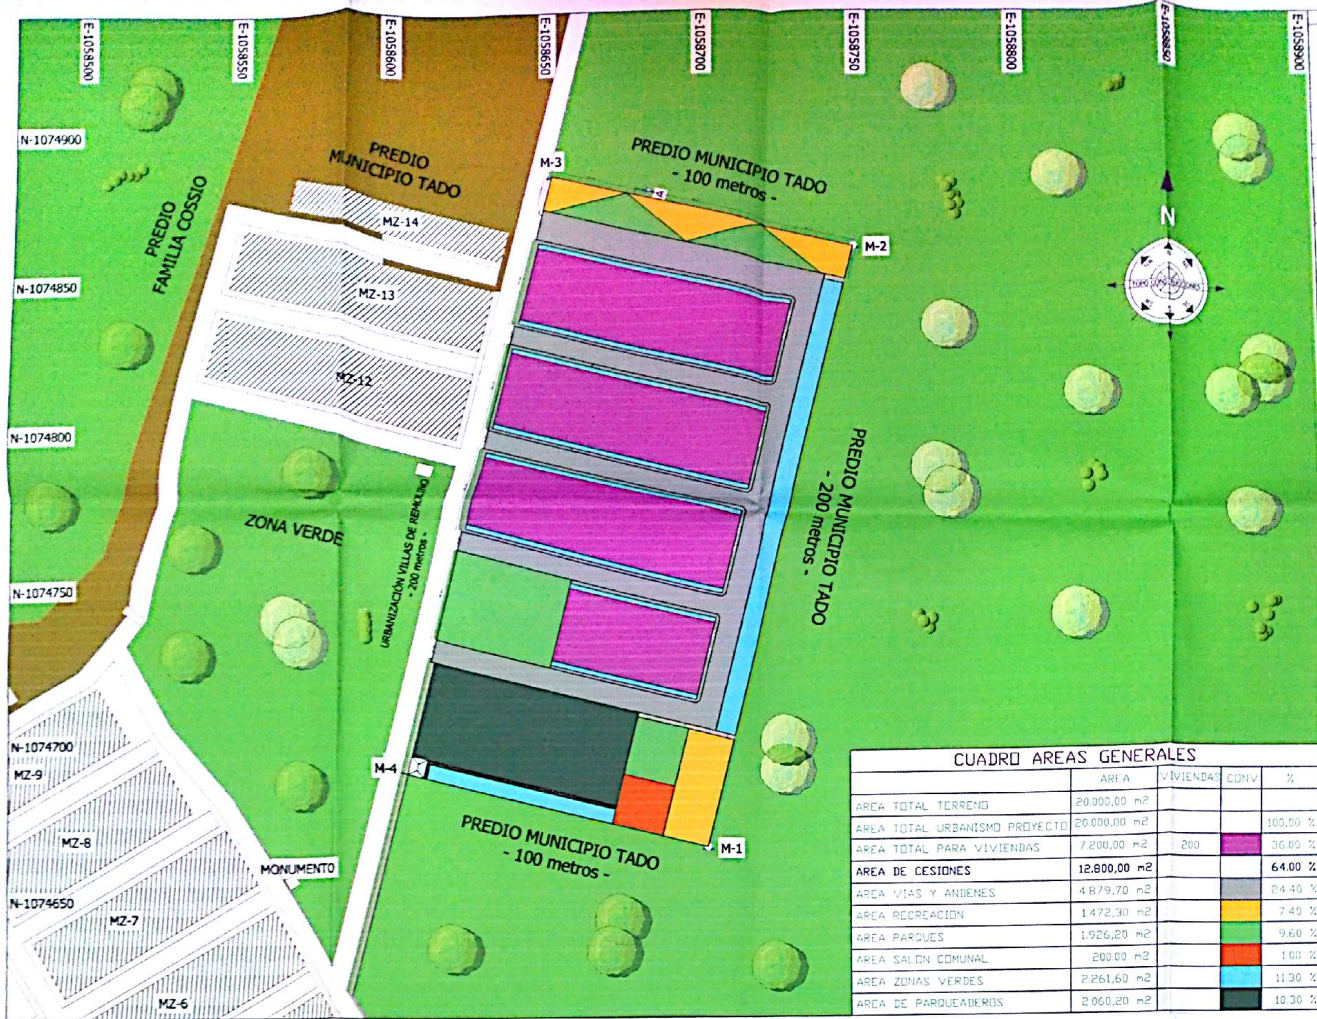 E-1058500
E-1058550
E-1058600
E-1058650
E-1058700
E-1058750
E-1058800
E-1058850
E-1058900
N-1074900
N-1074850
N-1074800
N-1074750
N-1074700
N-1074650
PREDIO
FAMILIA COSSIO
PREDIO
MUNICIPIO TADO
MZ-14
MZ-13
MZ-12
M-3
PREDIO MUNICIPIO TADO
- 100 metros -
M-2
N
ZONA VERDE
URBANIZACIÓN VILLAS DE REMOLINO
- 200 metros -
PREDIO MUNICIPIO TADO
- 200 metros -
M-4
M-1
PREDIO MUNICIPIO TADO
- 100 metros -
MZ-9
MZ-8
MONUMENTO
MZ-7
MZ-6
CUADRO AREAS GENERALES
AREA VIVIENDAS CONV %
AREA TOTAL TERRENO 20.000,00 m2
AREA TOTAL URBANISMO PROYECTO 20.000,00 m2 100,00 %
AREA TOTAL PARA VIVIENDAS 7.200,00 m2 200 36.00 %
AREA DE CESIONES 12.800,00 m2 64.00 %
AREA VIAS Y ANDENES 4.879,70 m2 24.40 %
AREA RECREACION 1.472,30 m2 7.40 %
AREA PARQUES 1.926,20 m2 9.60 %
AREA SALON COMUNAL 200.00 m2 1.00 %
AREA ZONAS VERDES 2.261,60 m2 11.30 %
AREA DE PARQUEADEROS 2.060,20 m2 10.30 %